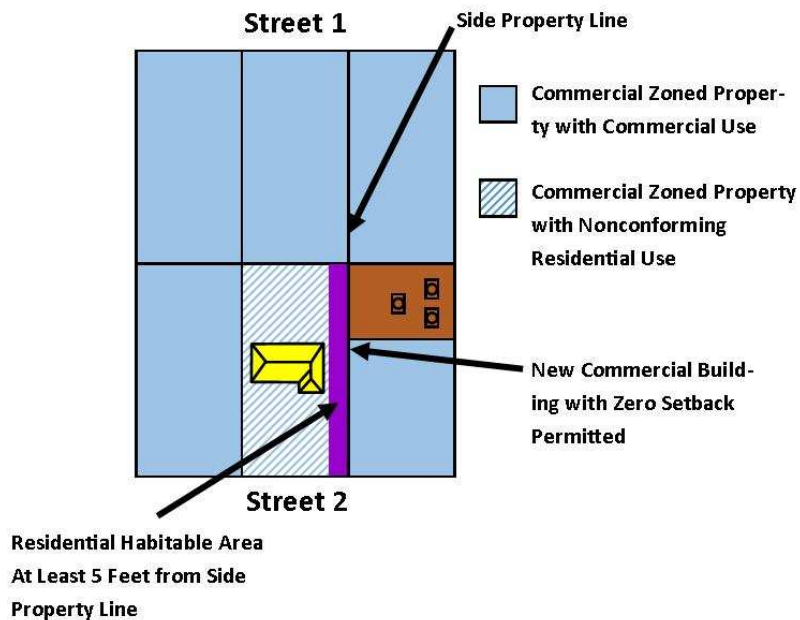 Street 1
Side Property Line
Commercial Zoned Proper-
ty with Commercial Use
Commercial Zoned Property
with Nonconforming
Residential Use
New Commercial Build-
ing with Zero Setback
Permitted
Street 2
Residential Habitable Area
At Least 5 Feet from Side
Property Line